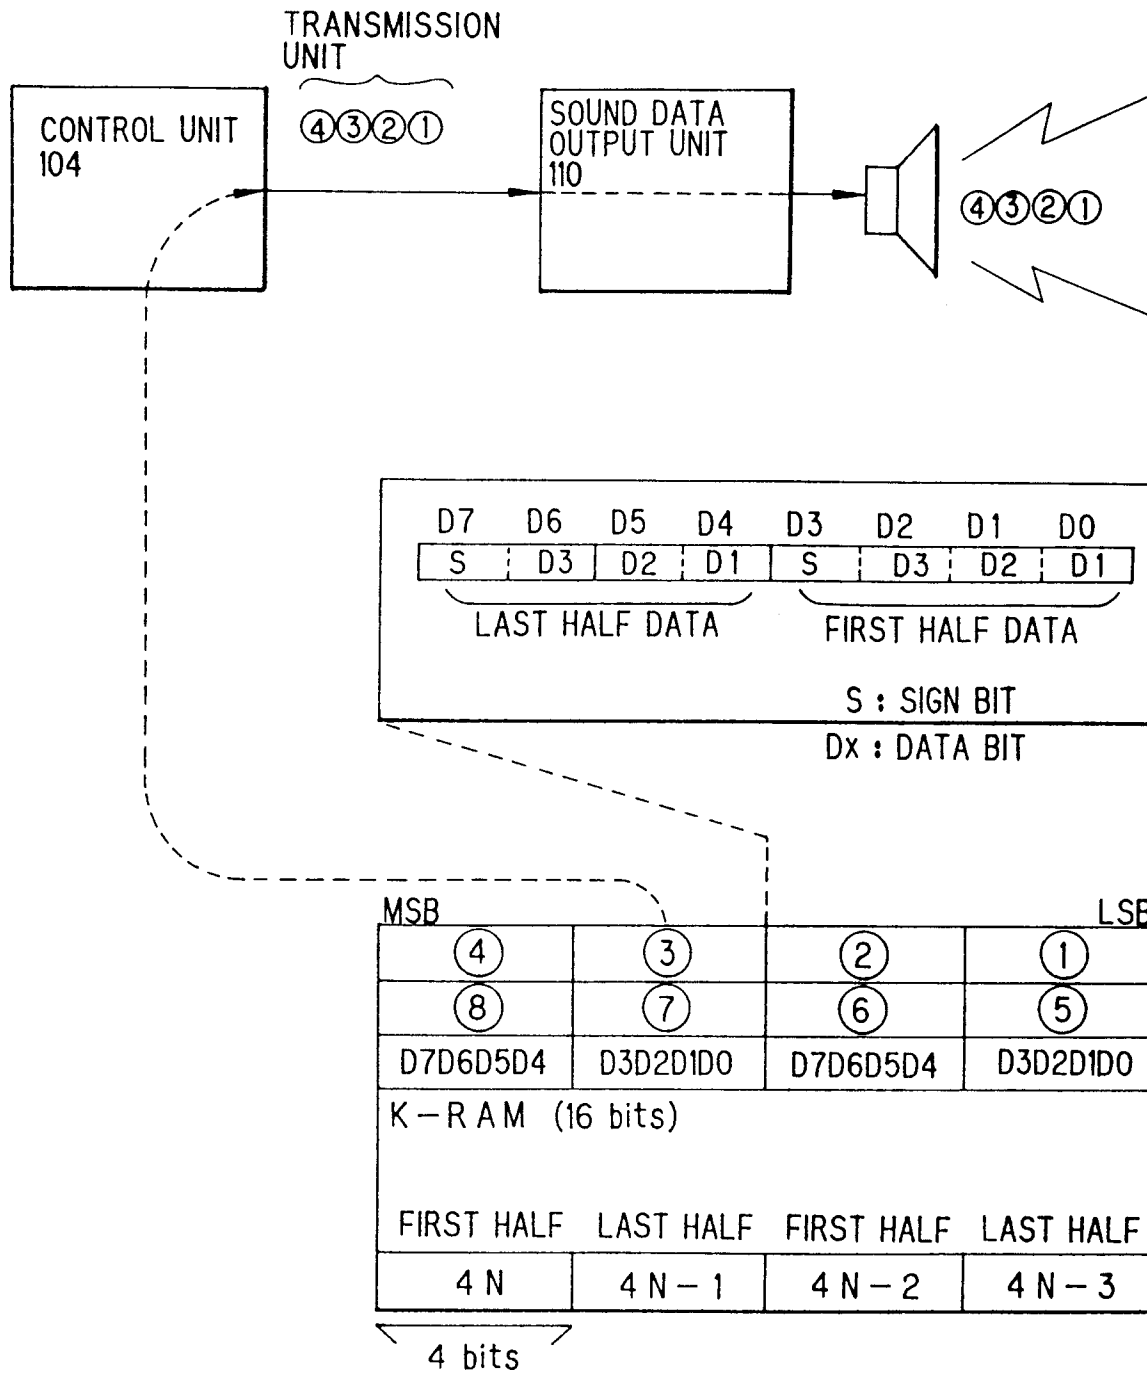 TRANSMISSION
UNIT
CONTROL UNIT
104
④③②①
SOUND DATA
OUTPUT UNIT
110
④③②①
D7 D6 D5 D4 D3 D2 D1 D0
S D3 D2 D1 S D3 D2 D1
LAST HALF DATA FIRST HALF DATA
S : SIGN BIT
Dx : DATA BIT
MSB LSB
④ ③ ② ①
⑧ ⑦ ⑥ ⑤
D7D6D5D4 D3D2D1D0 D7D6D5D4 D3D2D1D0
K-RAM (16 bits)
FIRST HALF LAST HALF FIRST HALF LAST HALF
4N 4N-1 4N-2 4N-3
4 bits